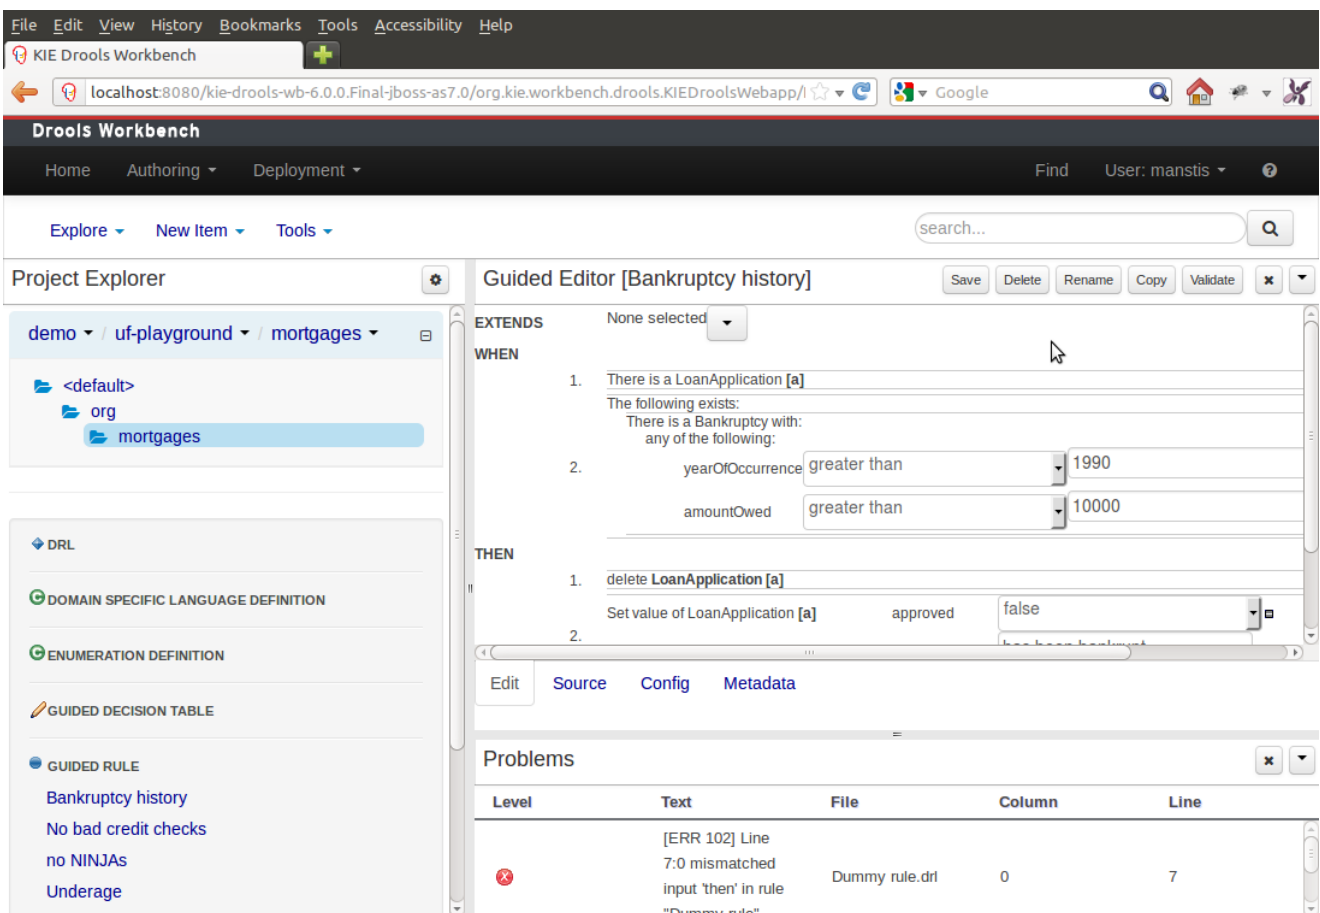 File Edit View History Bookmarks Tools Accessibility Help
KIE Drools Workbench
localhost:8080/kie-drools-wb-6.0.0.Final-jboss-as7.0/org.kie.workbench.drools.KIEDroolsWebapp/ Google
Drools Workbench
Home Authoring Deployment Find User: manstis
Explore New Item Tools search...
Project Explorer Guided Editor [Bankruptcy history] Save Delete Rename Copy Validate
demo / uf-playground / mortgages
<default>
org
mortgages
DRL
DOMAIN SPECIFIC LANGUAGE DEFINITION
ENUMERATION DEFINITION
GUIDED DECISION TABLE
GUIDED RULE
Bankruptcy history
No bad credit checks
no NINJAs
Underage
EXTENDS None selected
WHEN
1. There is a LoanApplication [a]
The following exists:
There is a Bankruptcy with:
any of the following:
2. yearOfOccurrence greater than 1990
amountOwed greater than 10000
THEN
1. delete LoanApplication [a]
Set value of LoanApplication [a] approved false
2. has been bankrupt
Edit Source Config Metadata
Problems
Level Text File Column Line
[ERR 102] Line
7:0 mismatched
input 'then' in rule
"Dummy rule"
Dummy rule.drl 0 7